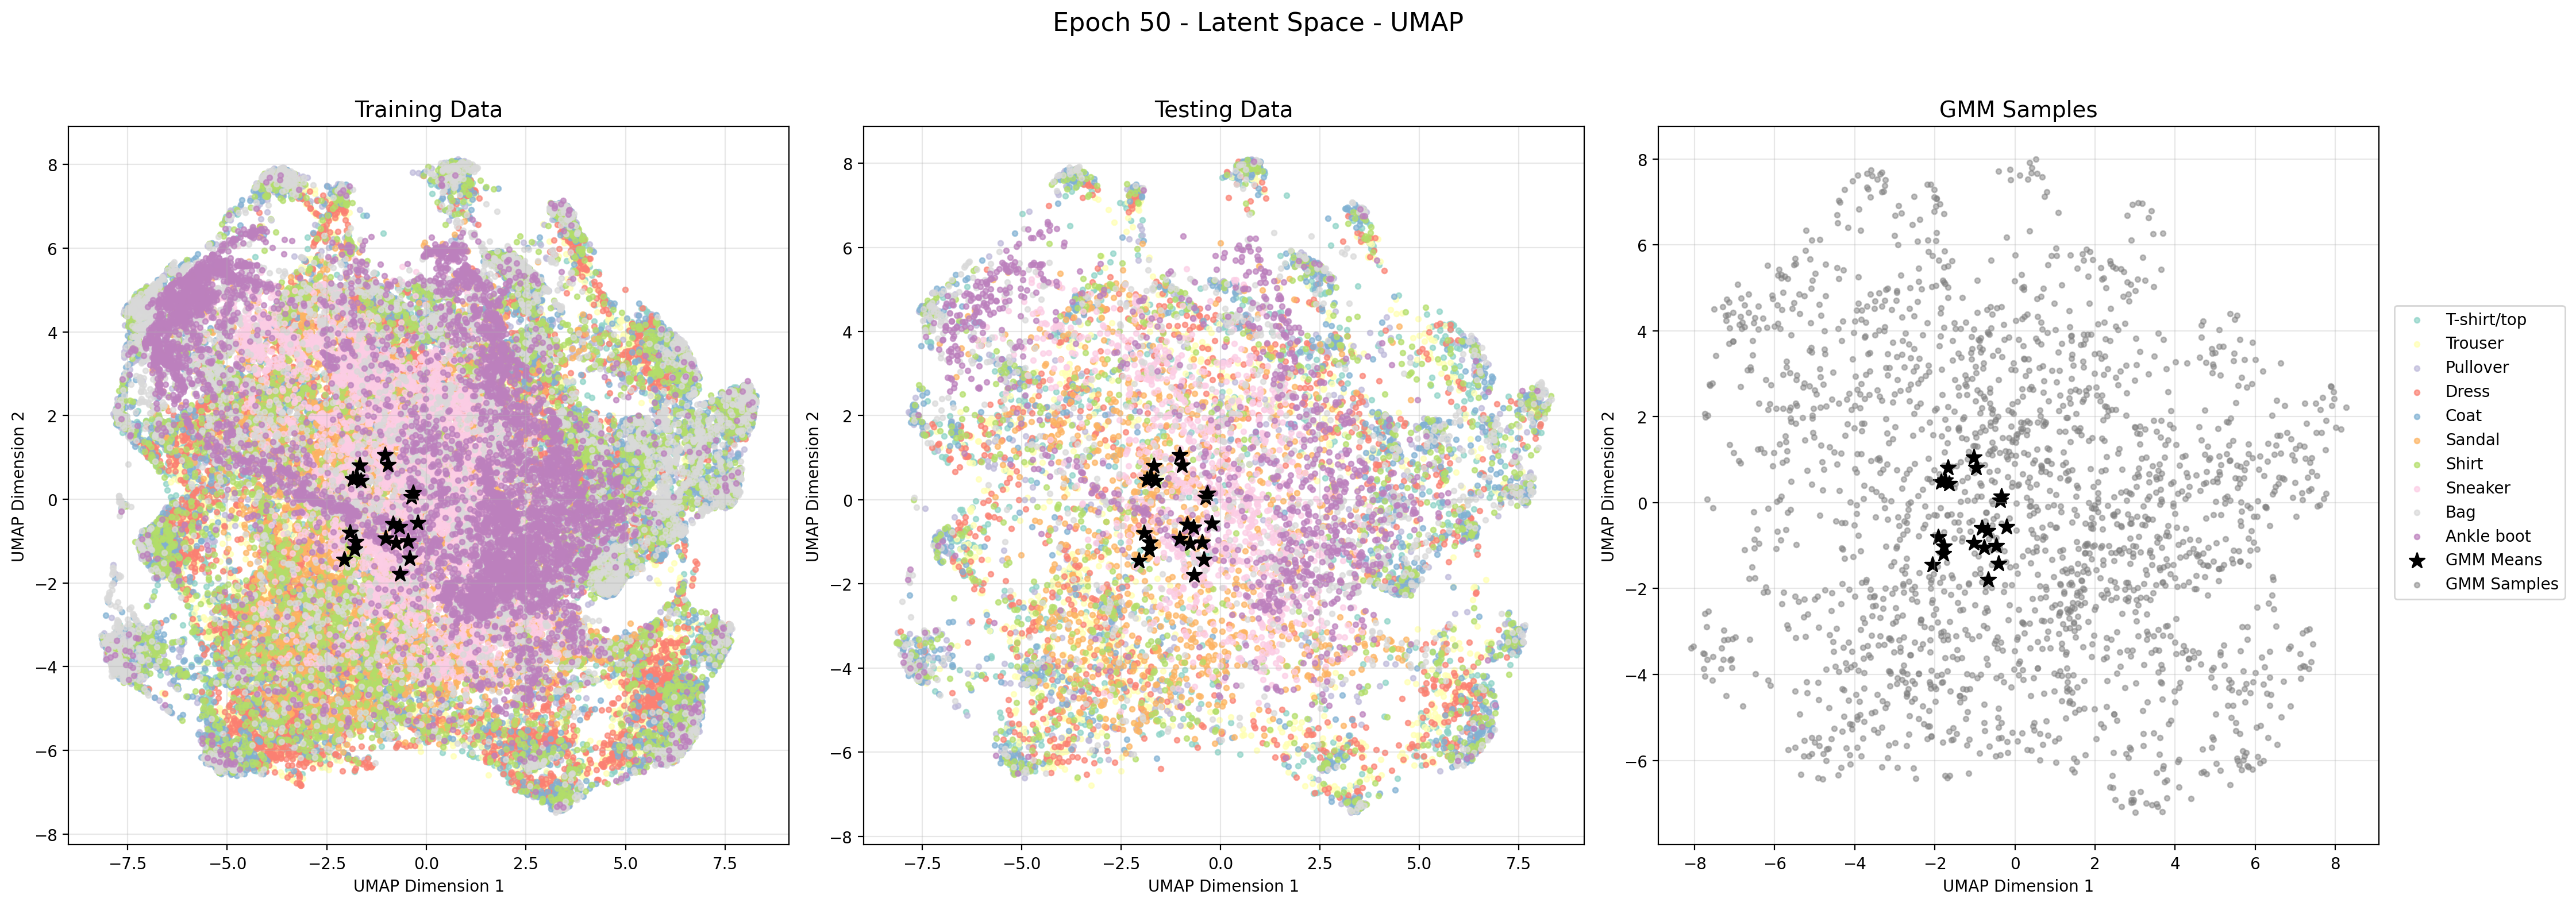 Epoch 50 - Latent Space - UMAP
Training Data
8
6
4
2
0
−2
−4
−6
−8
−7.5
−5.0
−2.5
0.0
2.5
5.0
7.5
UMAP Dimension 1
UMAP Dimension 2
Testing Data
8
6
4
2
0
−2
−4
−6
−8
−7.5
−5.0
−2.5
0.0
2.5
5.0
7.5
UMAP Dimension 1
UMAP Dimension 2
GMM Samples
8
6
4
2
0
−2
−4
−6
−8
−6
−4
−2
0
2
4
6
8
UMAP Dimension 1
UMAP Dimension 2
T-shirt/top
Trouser
Pullover
Dress
Coat
Sandal
Shirt
Sneaker
Bag
Ankle boot
GMM Means
GMM Samples